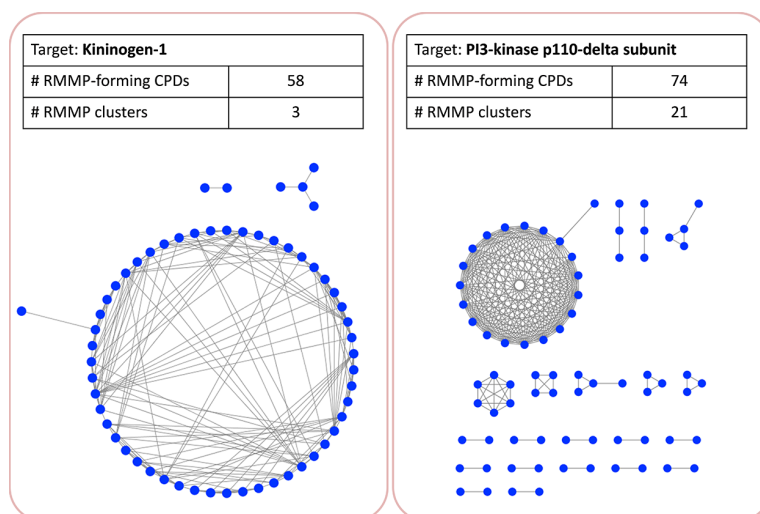 Target: Kininogen-1
# RMMP-forming CPDs 58
# RMMP clusters 3
Target: PI3-kinase p110-delta subunit
# RMMP-forming CPDs 74
# RMMP clusters 21